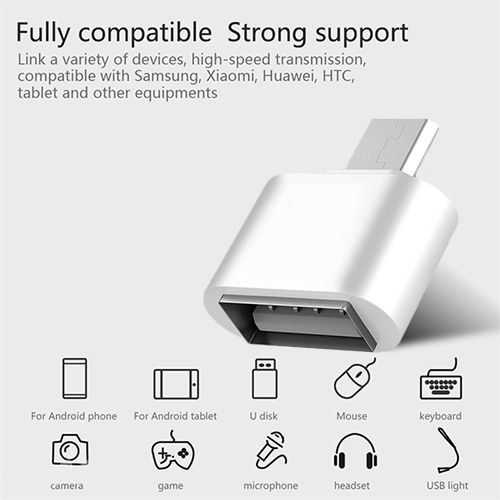 Fully compatible Strong support
Link a variety of devices, high-speed transmission,
compatible with Samsung, Xiaomi, Huawei, HTC,
tablet and other equipments
For Android phone
For Android tablet
U disk
Mouse
keyboard
camera
game
microphone
headset
USB light